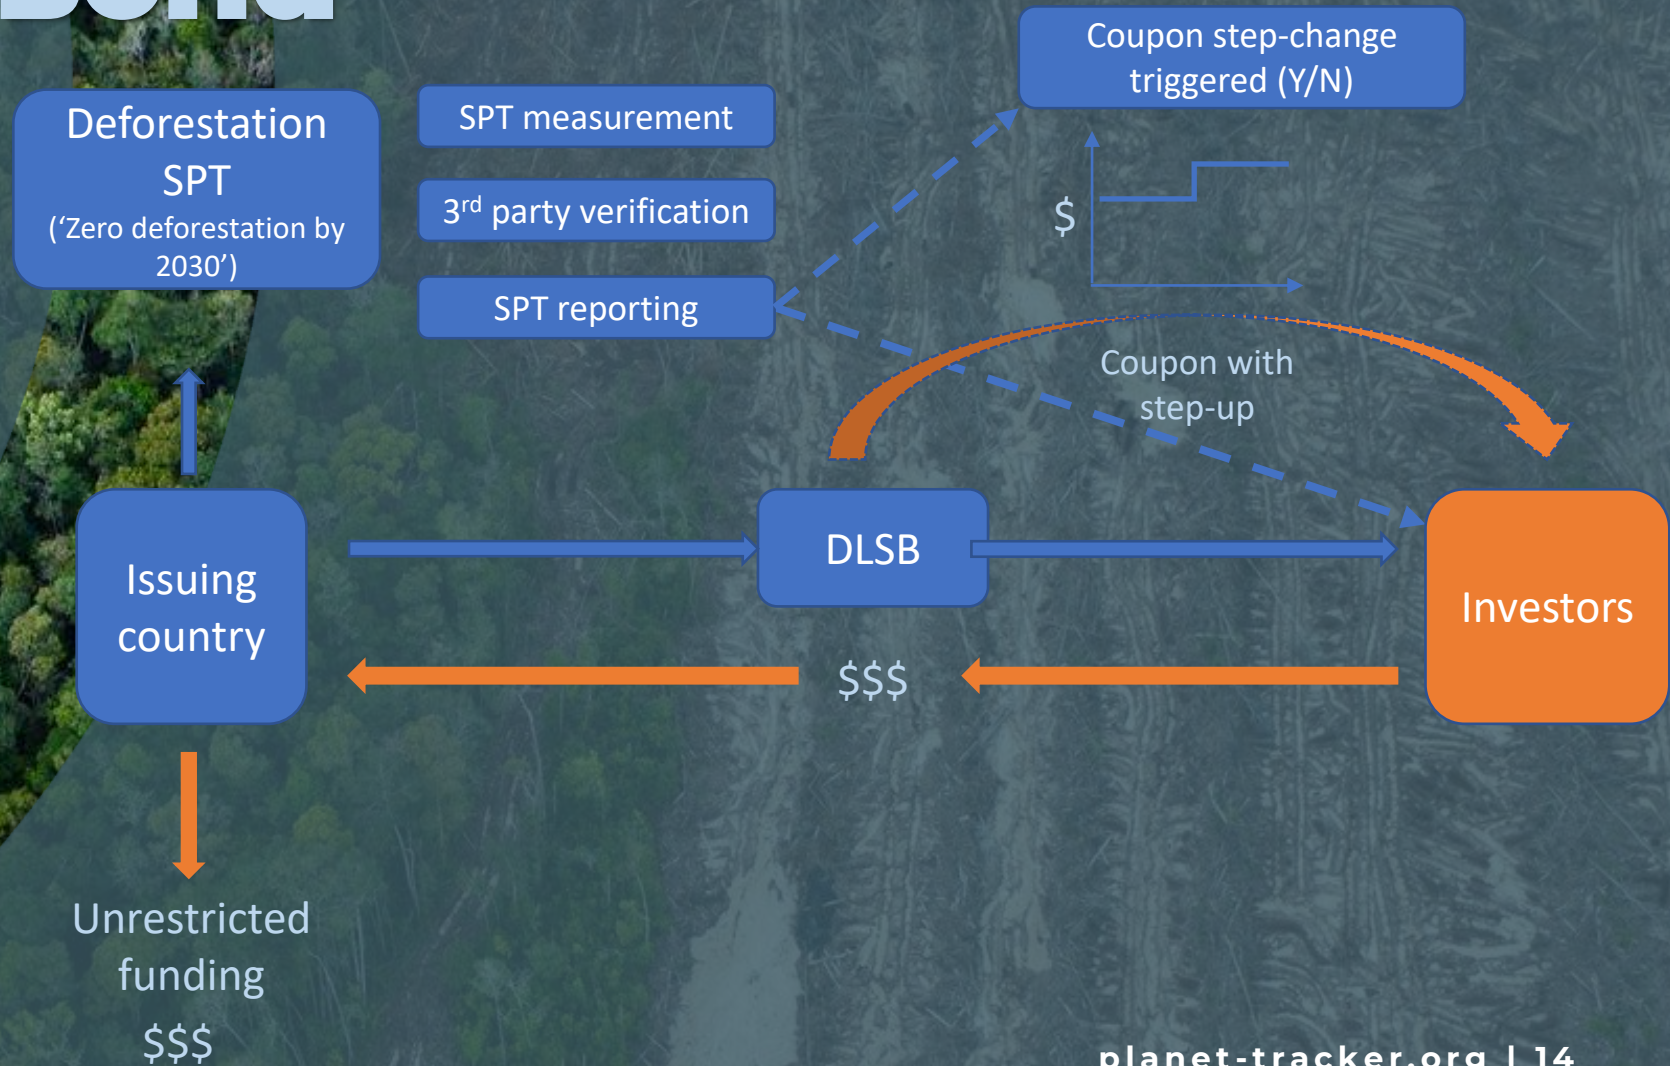 Bond
Coupon step-change
triggered (Y/N)
Deforestation
SPT
(‘Zero deforestation by
2030’)
SPT measurement
3rd party verification
SPT reporting
$
Coupon with
step-up
Issuing
country
DLSB
Investors
$$$
Unrestricted
funding
$$$
planet-tracker.org | 14